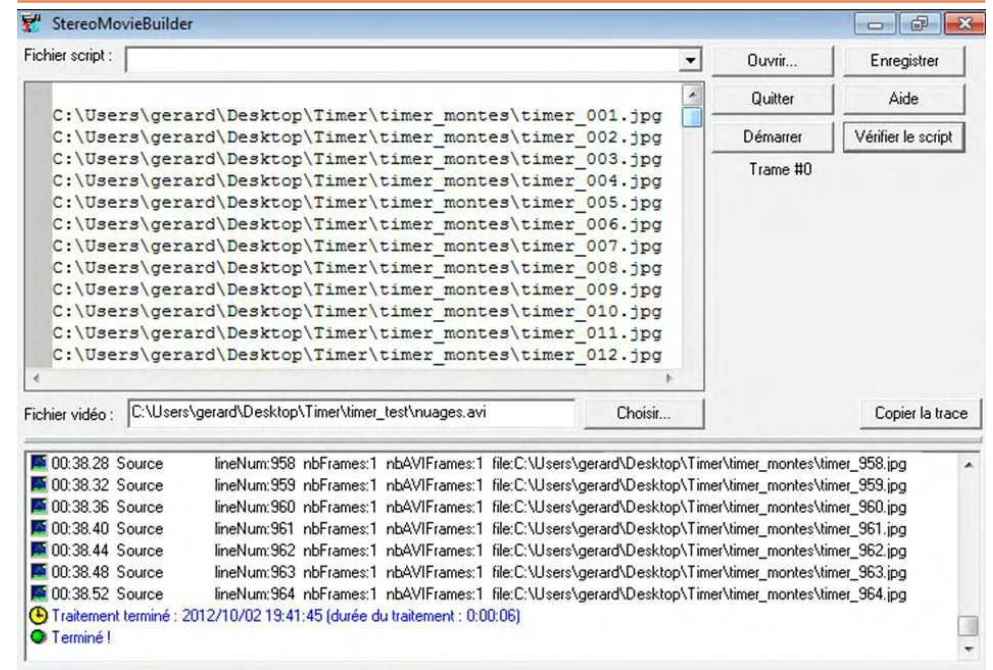 StereoMovieBuilder
Fichier script :
Ouvrir...
Enregistrer
Quitter
Aide
Démarrer
Vérifier le script
Trame #0
C:\Users\gerard\Desktop\Timer\timer_montes\timer_001.jpg
C:\Users\gerard\Desktop\Timer\timer_montes\timer_002.jpg
C:\Users\gerard\Desktop\Timer\timer_montes\timer_003.jpg
C:\Users\gerard\Desktop\Timer\timer_montes\timer_004.jpg
C:\Users\gerard\Desktop\Timer\timer_montes\timer_005.jpg
C:\Users\gerard\Desktop\Timer\timer_montes\timer_006.jpg
C:\Users\gerard\Desktop\Timer\timer_montes\timer_007.jpg
C:\Users\gerard\Desktop\Timer\timer_montes\timer_008.jpg
C:\Users\gerard\Desktop\Timer\timer_montes\timer_009.jpg
C:\Users\gerard\Desktop\Timer\timer_montes\timer_010.jpg
C:\Users\gerard\Desktop\Timer\timer_montes\timer_011.jpg
C:\Users\gerard\Desktop\Timer\timer_montes\timer_012.jpg
Fichier vidéo : C:\Users\gerard\Desktop\Timer\timer_test\nuages.avi Choisir... Copier la trace
00:38.28 Source lineNum:958 nbFrames:1 nbAVIFrames:1 file:C:\Users\gerard\Desktop\Timer\timer_montes\timer_958.jpg
00:38.32 Source lineNum:959 nbFrames:1 nbAVIFrames:1 file:C:\Users\gerard\Desktop\Timer\timer_montes\timer_959.jpg
00:38.36 Source lineNum:960 nbFrames:1 nbAVIFrames:1 file:C:\Users\gerard\Desktop\Timer\timer_montes\timer_960.jpg
00:38.40 Source lineNum:961 nbFrames:1 nbAVIFrames:1 file:C:\Users\gerard\Desktop\Timer\timer_montes\timer_961.jpg
00:38.44 Source lineNum:962 nbFrames:1 nbAVIFrames:1 file:C:\Users\gerard\Desktop\Timer\timer_montes\timer_962.jpg
00:38.48 Source lineNum:963 nbFrames:1 nbAVIFrames:1 file:C:\Users\gerard\Desktop\Timer\timer_montes\timer_963.jpg
00:38.52 Source lineNum:964 nbFrames:1 nbAVIFrames:1 file:C:\Users\gerard\Desktop\Timer\timer_montes\timer_964.jpg
Traitement terminé : 2012/10/02 19:41:45 (durée du traitement : 0:00:06)
Terminé !